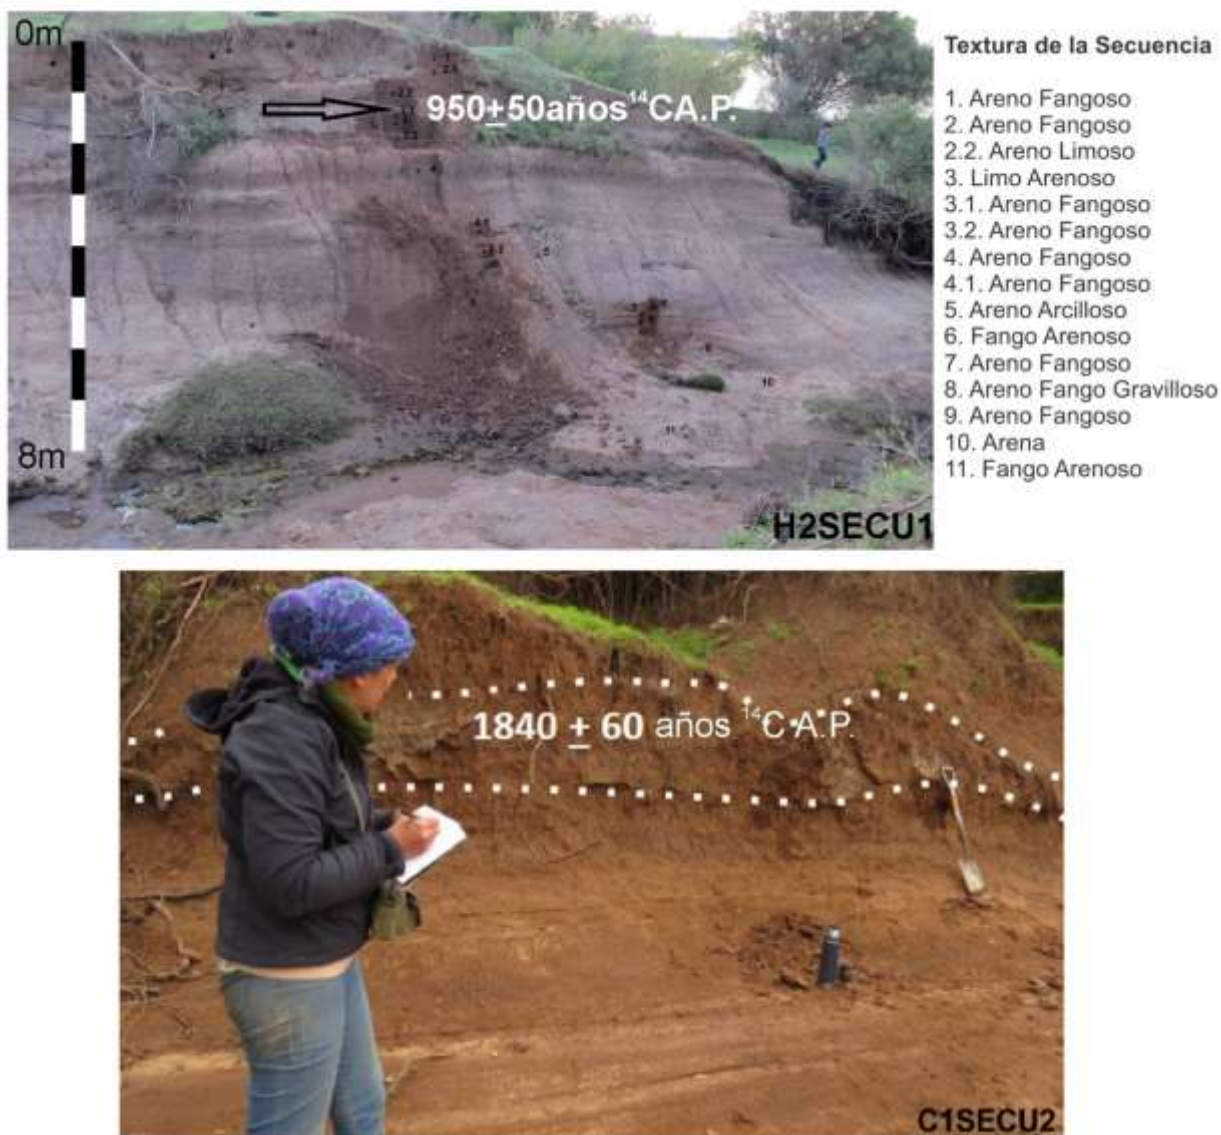 0m
950±50años ¹⁴CA.P.
8m
H2SECU1
Textura de la Secuencia
1. Areno Fangoso
2. Areno Fangoso
2.2. Areno Limoso
3. Limo Arenoso
3.1. Areno Fangoso
3.2. Areno Fangoso
4. Areno Fangoso
4.1. Areno Fangoso
5. Areno Arcilloso
6. Fango Arenoso
7. Areno Fangoso
8. Areno Fango Gravilloso
9. Areno Fangoso
10. Arena
11. Fango Arenoso
1840 ± 60 años ¹⁴C A.P.
C1SECU2